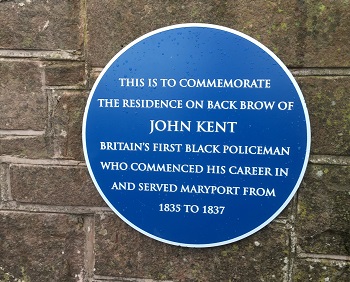 THIS IS TO COMMEMORATE
THE RESIDENCE ON BACK BROW OF
JOHN KENT
BRITAIN'S FIRST BLACK POLICEMAN
WHO COMMENCED HIS CAREER IN
AND SERVED MARYPORT FROM
1835 TO 1837